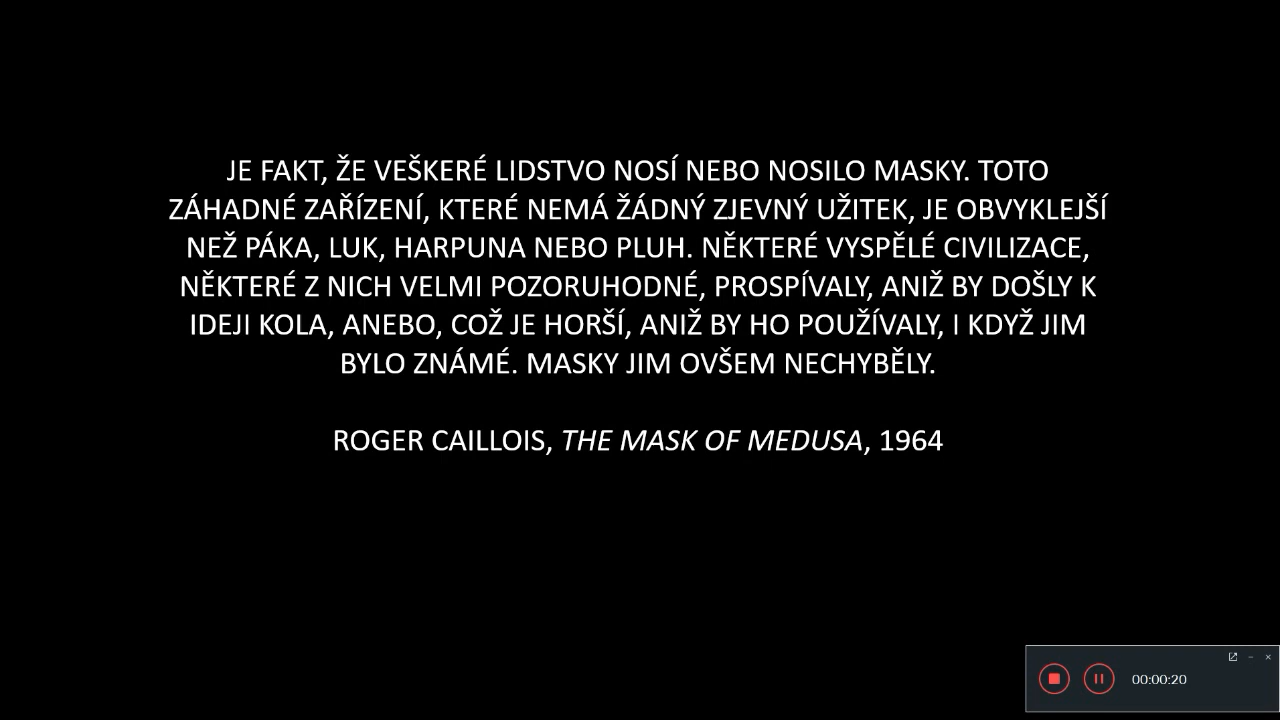 JE FAKT, ŽE VEŠKERÉ LIDSTVO NOSÍ NEBO NOSILO MASKY. TOTO
ZÁHADNÉ ZAŘÍZENÍ, KTERÉ NEMÁ ŽÁDNÝ ZJEVNÝ UŽITEK, JE OBVYKLEJŠÍ
NEŽ PÁKA, LUK, HARPUNA NEBO PLUH. NĚKTERÉ VYSPĚLÉ CIVILIZACE,
NĚKTERÉ Z NICH VELMI POZORUHODNÉ, PROSPÍVALY, ANIŽ BY DOŠLY K
IDEJI KOLA, ANEBO, COŽ JE HORŠÍ, ANIŽ BY HO POUŽÍVALY, I KDYŽ JIM
BYLO ZNÁMÉ. MASKY JIM OVŠEM NECHYBĚLY.
ROGER CAILLOIS, THE MASK OF MEDUSA, 1964
00:00:20